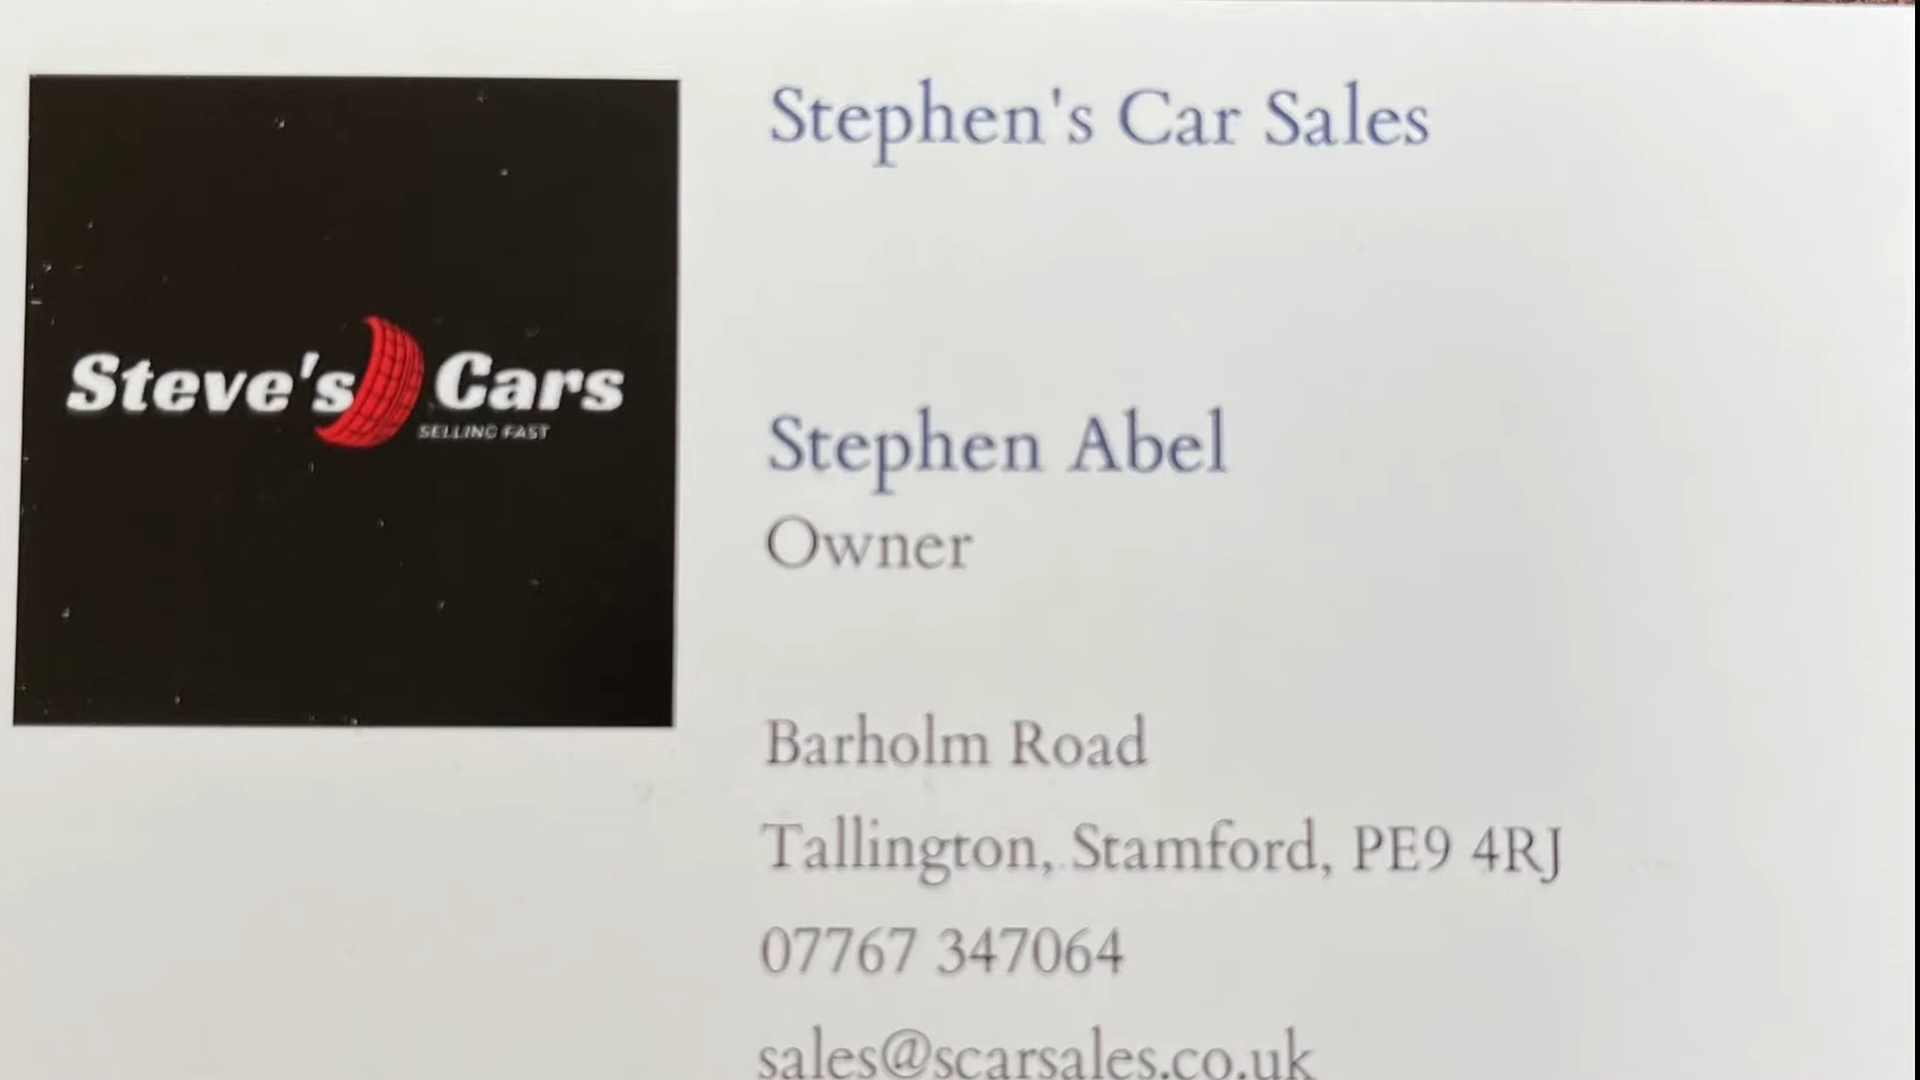 Steve's Cars
SELLING FAST
Stephen's Car Sales
Stephen Abel
Owner
Barholm Road
Tallington, Stamford, PE9 4RJ
07767 347064
sales@scarsales.co.uk